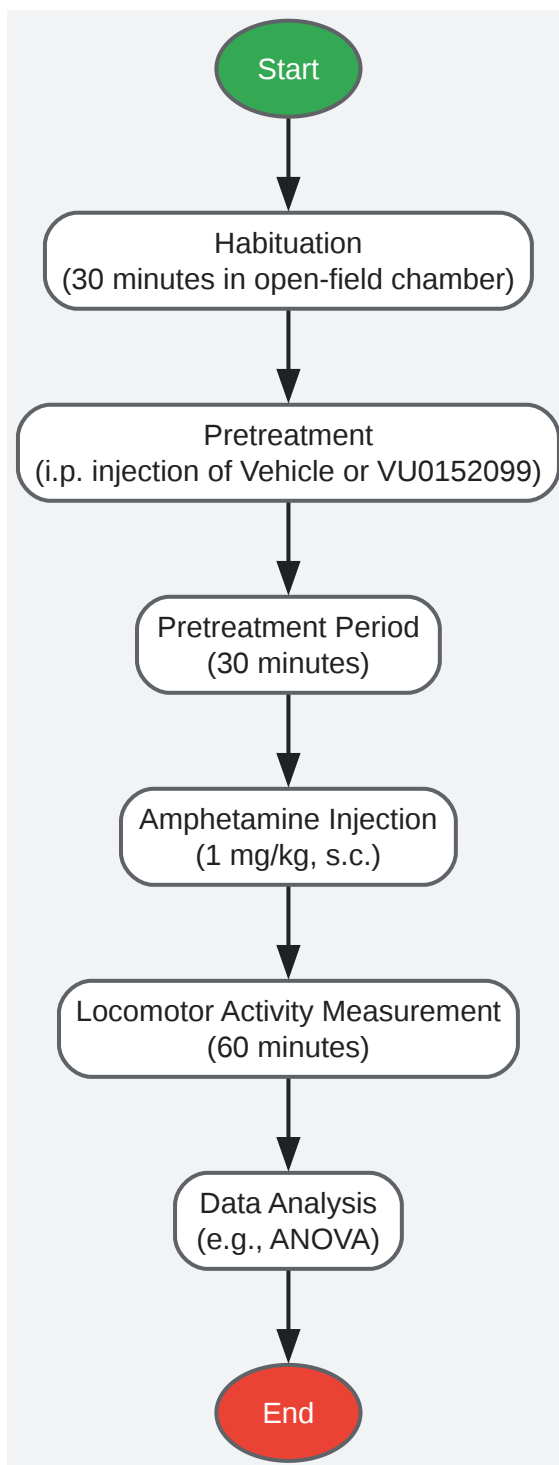 Start
Habituation
(30 minutes in open-field chamber)
Pretreatment
(i.p. injection of Vehicle or VU0152099)
Pretreatment Period
(30 minutes)
Amphetamine Injection
(1 mg/kg, s.c.)
Locomotor Activity Measurement
(60 minutes)
Data Analysis
(e.g., ANOVA)
End